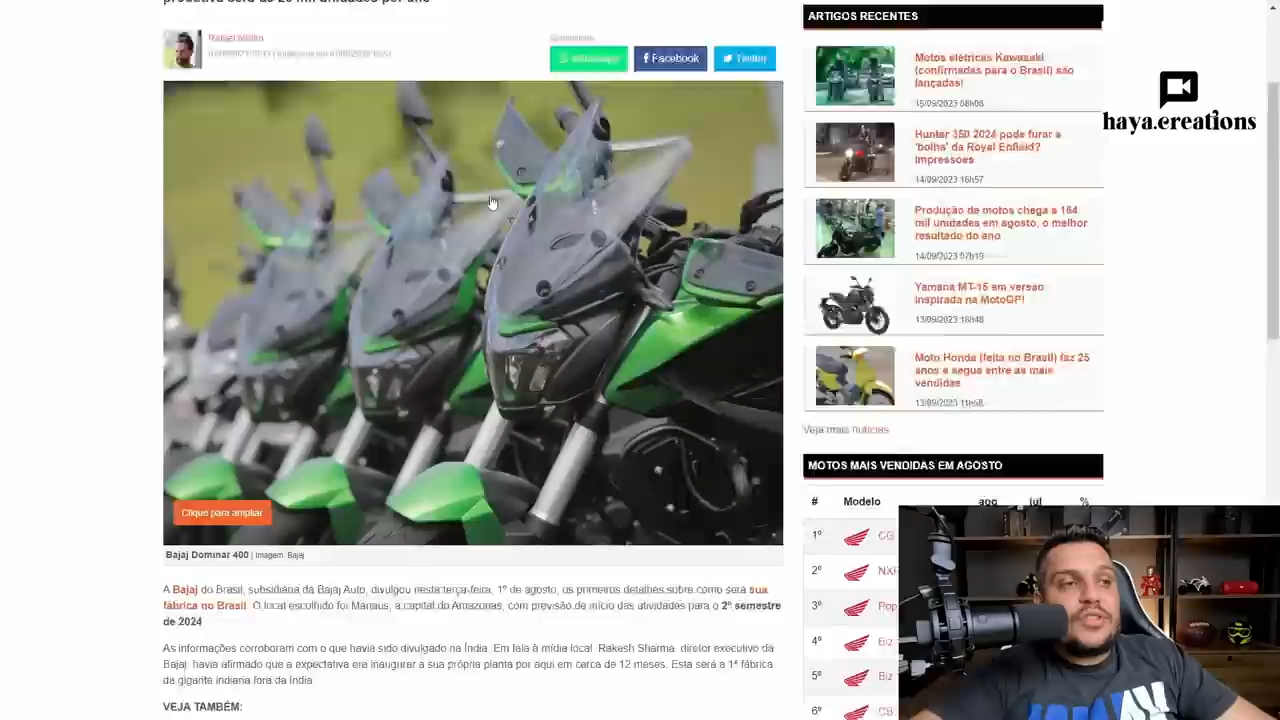 ARTIGOS RECENTES
Facebook
Twitter
Motos elétricas Kawasaki
(confirmadas para o Brasil) são
lançadas!
15/09/2023 08h08
haya.creations
Hunter 350 2024 pode furar a
'bolha' da Royal Enfield?
Impressões
14/09/2023 16h57
Produção de motos chega a 164
mil unidades em agosto, o melhor
resultado do ano
14/09/2023 07h19
Yamaha MT-15 em versão
inspirada na MotoGP!
13/09/2023 18h48
Moto Honda (feita no Brasil) faz 25
anos e segue entre as mais
vendidas
13/09/2023 11h58
Veja mais notícias
MOTOS MAIS VENDIDAS EM AGOSTO
# Modelo ago jul %
1º CG
2º NXR
3º Pop
4º Biz
5º Biz
6º CB
Clique para ampliar
Bajaj Dominar 400 | Imagem: Bajaj
A Bajaj do Brasil, subsidiária da Bajaj Auto, divulgou nesta terça-feira, 1º de agosto, os primeiros detalhes sobre como será sua
fábrica no Brasil. O local escolhido foi Manaus, a capital do Amazonas, com previsão de início das atividades para o 2º semestre
de 2024
As informações corroboram com o que havia sido divulgado na Índia. Em fala à mídia local, Rakesh Sharma, diretor executivo da
Bajaj, havia afirmado que a expectativa era inaugurar a sua própria planta por aqui em cerca de 12 meses. Esta será a 1ª fábrica
da gigante indiana fora da Índia
VEJA TAMBÉM: